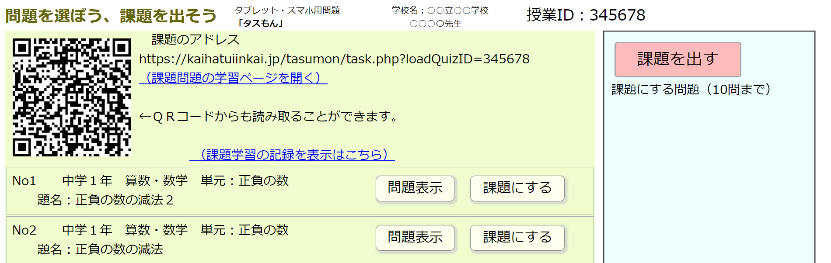 問題を選ぼう、課題を出そう
タブレット・スマホ用問題
「タスもん」
学校名：○○立○○学校
○○○○先生
授業ID：345678
課題のアドレス
https://kaihatuiinkai.jp/tasumon/task.php?loadQuizID=345678
（課題問題の学習ページを開く）
←ＱＲコードからも読み取ることができます。
（課題学習の記録を表示はこちら）
課題を出す
課題にする問題（10問まで）
No1　中学１年　算数・数学　単元：正負の数
題名：正負の数の減法２
問題表示　課題にする
No2　中学１年　算数・数学　単元：正負の数
題名：正負の数の減法
問題表示　課題にする